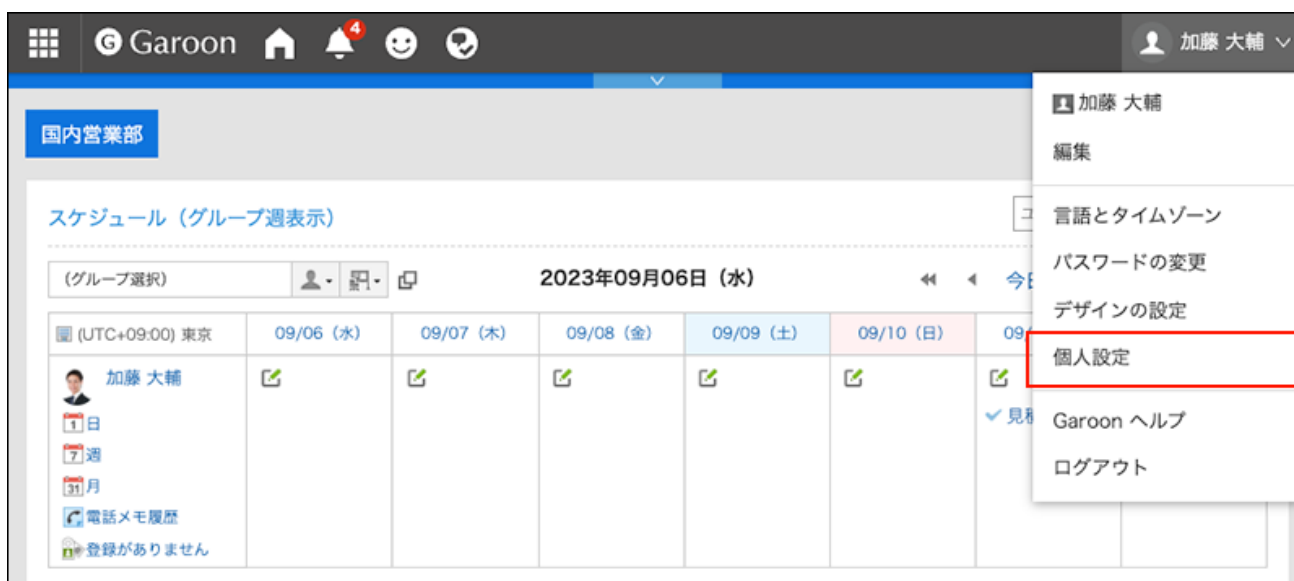 Garoon
4
加藤 大輔
国内営業部
スケジュール（グループ週表示）
(グループ選択)
2023年09月06日（水）
(UTC+09:00) 東京
09/06（水）
09/07（木）
09/08（金）
09/09（土）
09/10（日）
09/
加藤 大輔
1 日
7 週
31 月
電話メモ履歴
登録がありません
加藤 大輔
編集
言語とタイムゾーン
パスワードの変更
デザインの設定
個人設定
Garoon ヘルプ
ログアウト